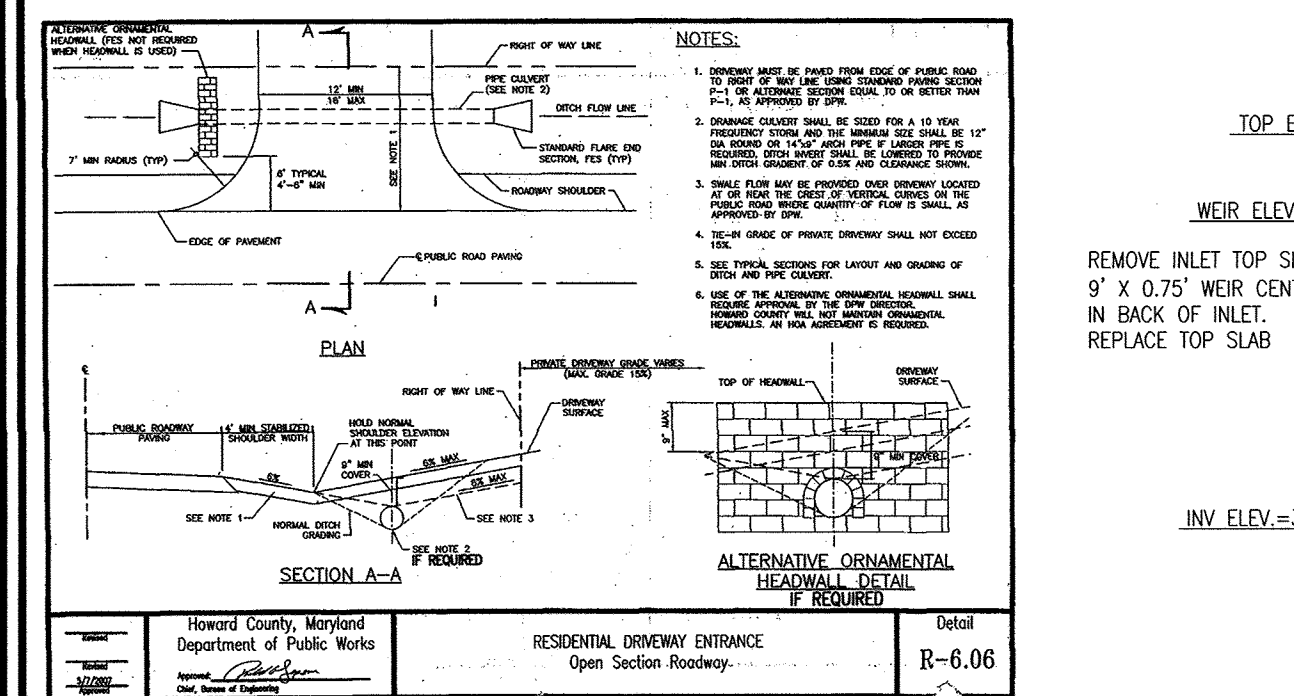 ALTERNATIVE ORNAMENTAL
HEADWALL (FES NOT REQUIRED
WHEN HEADWALL IS USED)
A
RIGHT OF WAY LINE
PIPE CULVERT
(SEE NOTE 2)
12' MIN
16' MAX
DITCH FLOW LINE
STANDARD FLARE END
SECTION, FES (TYP)
7' MIN RADIUS (TYP)
SEE NOTE 1
6' TYPICAL
4'-6" MIN
ROADWAY SHOULDER
EDGE OF PAVEMENT
℄ PUBLIC ROAD PAVING
A
PLAN
NOTES:
1. DRIVEWAY MUST BE PAVED FROM EDGE OF PUBLIC ROAD
TO RIGHT OF WAY LINE USING STANDARD PAVING SECTION
P-1 OR ALTERNATE SECTION EQUAL TO OR BETTER THAN
P-1, AS APPROVED BY DPW.
2. DRAINAGE CULVERT SHALL BE SIZED FOR A 10 YEAR
FREQUENCY STORM AND THE MINIMUM SIZE SHALL BE 12"
DIA ROUND OR 14"x9" ARCH PIPE IF LARGER PIPE IS
REQUIRED, DITCH INVERT SHALL BE LOWERED TO PROVIDE
MIN DITCH GRADIENT OF 0.5% AND CLEARANCE SHOWN.
3. SWALE FLOW MAY BE PROVIDED OVER DRIVEWAY LOCATED
AT OR NEAR THE CREST OF VERTICAL CURVES ON THE
PUBLIC ROAD WHERE QUANTITY OF FLOW IS SMALL, AS
APPROVED BY DPW.
4. TIE-IN GRADE OF PRIVATE DRIVEWAY SHALL NOT EXCEED
15%.
5. SEE TYPICAL SECTIONS FOR LAYOUT AND GRADING OF
DITCH AND PIPE CULVERT.
6. USE OF THE ALTERNATIVE ORNAMENTAL HEADWALL SHALL
REQUIRE APPROVAL BY THE DPW DIRECTOR.
HOWARD COUNTY WILL NOT MAINTAIN ORNAMENTAL
HEADWALLS. AN HOA AGREEMENT IS REQUIRED.
℄
PRIVATE DRIVEWAY GRADE VARIES
(MAX. GRADE 15%)
RIGHT OF WAY LINE
DRIVEWAY
SURFACE
PUBLIC ROADWAY
PAVING
4' MIN STABILIZED
SHOULDER WIDTH
HOLD NORMAL
SHOULDER ELEVATION
AT THIS POINT
9" MIN
COVER
6%
6% MAX
6% MAX
SEE NOTE 1
NORMAL DITCH
GRADING
SEE NOTE 3
SEE NOTE 2
IF REQUIRED
SECTION A-A
TOP OF HEADWALL
DRIVEWAY
SURFACE
9" MAX
9" MIN COVER
ALTERNATIVE ORNAMENTAL
HEADWALL DETAIL
IF REQUIRED
Revised
Revised
5/7/2007
Approved
Howard County, Maryland
Department of Public Works
Approved:
Chief, Bureau of Engineering
RESIDENTIAL DRIVEWAY ENTRANCE
Open Section Roadway
Detail
R-6.06
TOP E
WEIR ELEV
REMOVE INLET TOP SL
9' X 0.75' WEIR CENT
IN BACK OF INLET.
REPLACE TOP SLAB
INV ELEV.=3